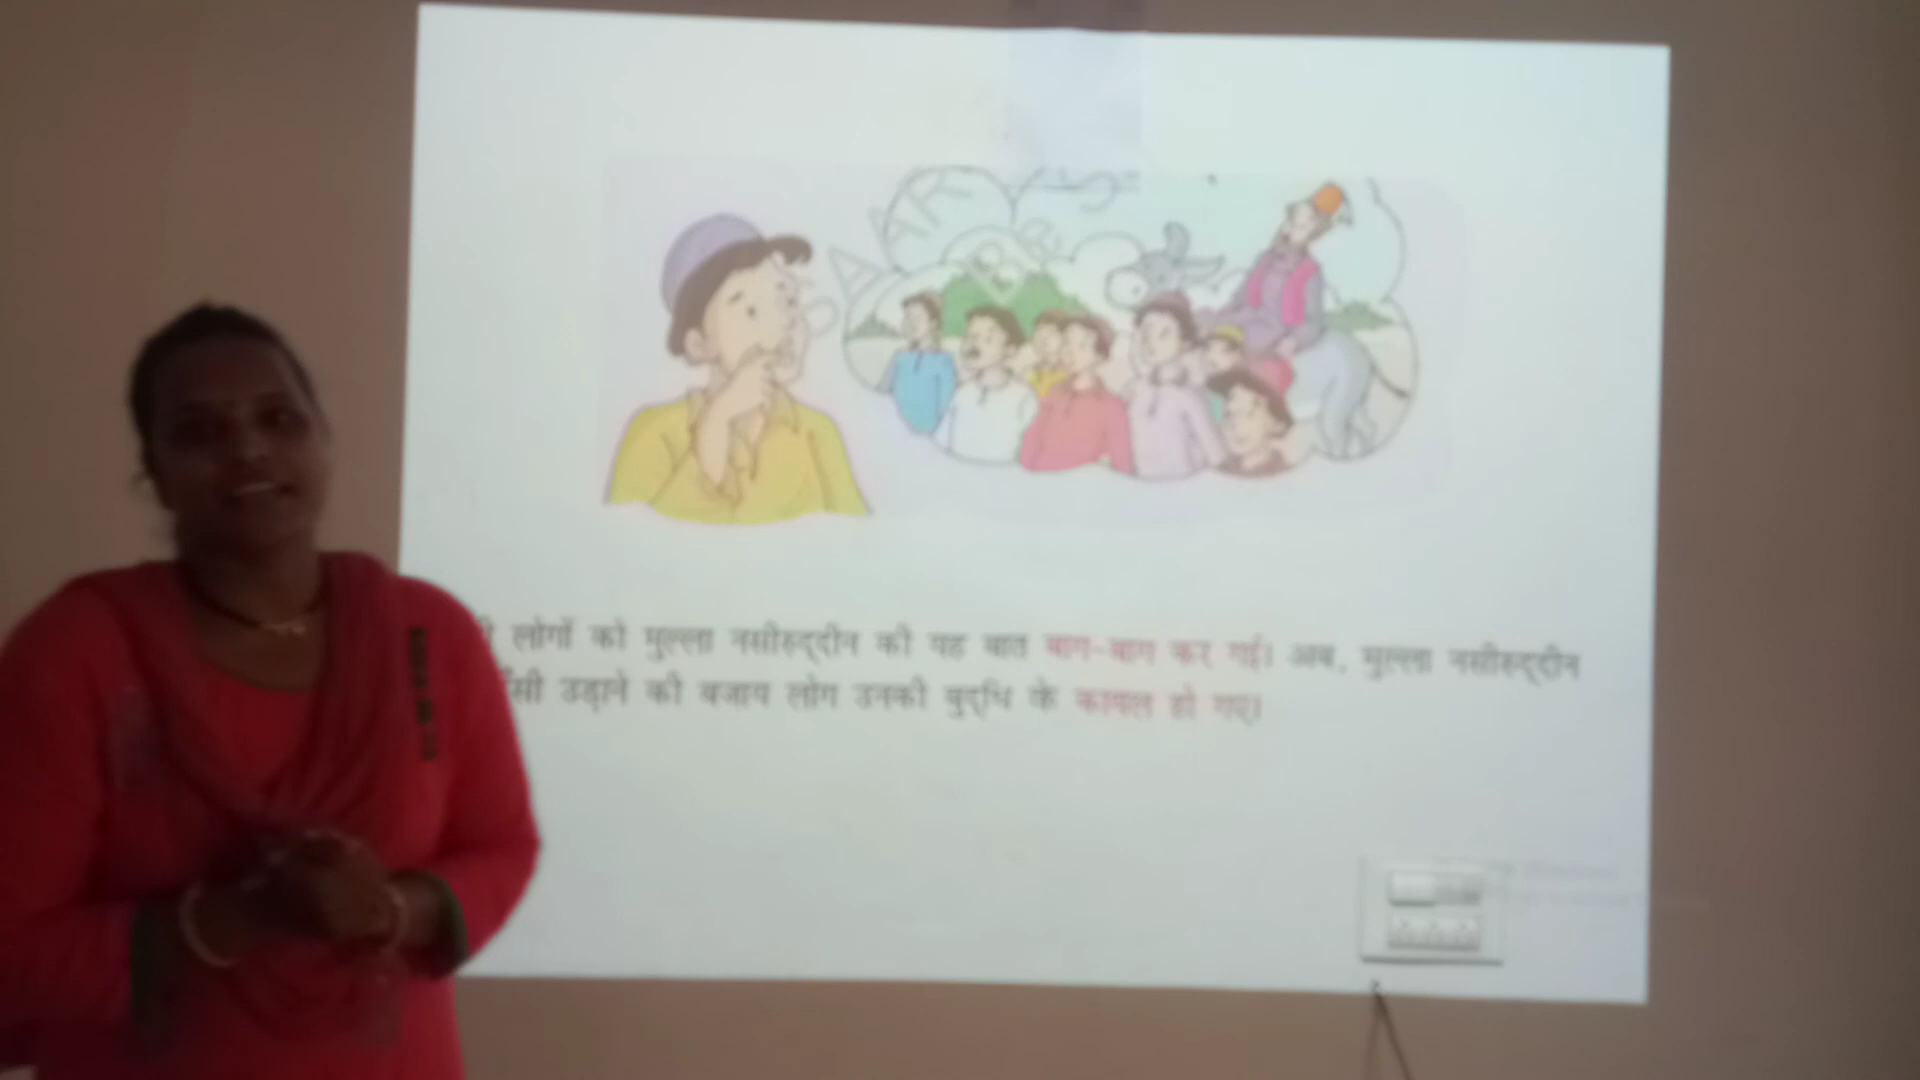 लोगों को मुल्ला नसीरुद्दीन की यह बात बाग-बाग कर गई। अब, मुल्ला नसीरुद्दीन
उड़ाने की बजाय लोग उनकी बुद्धि के कायल हो गए।